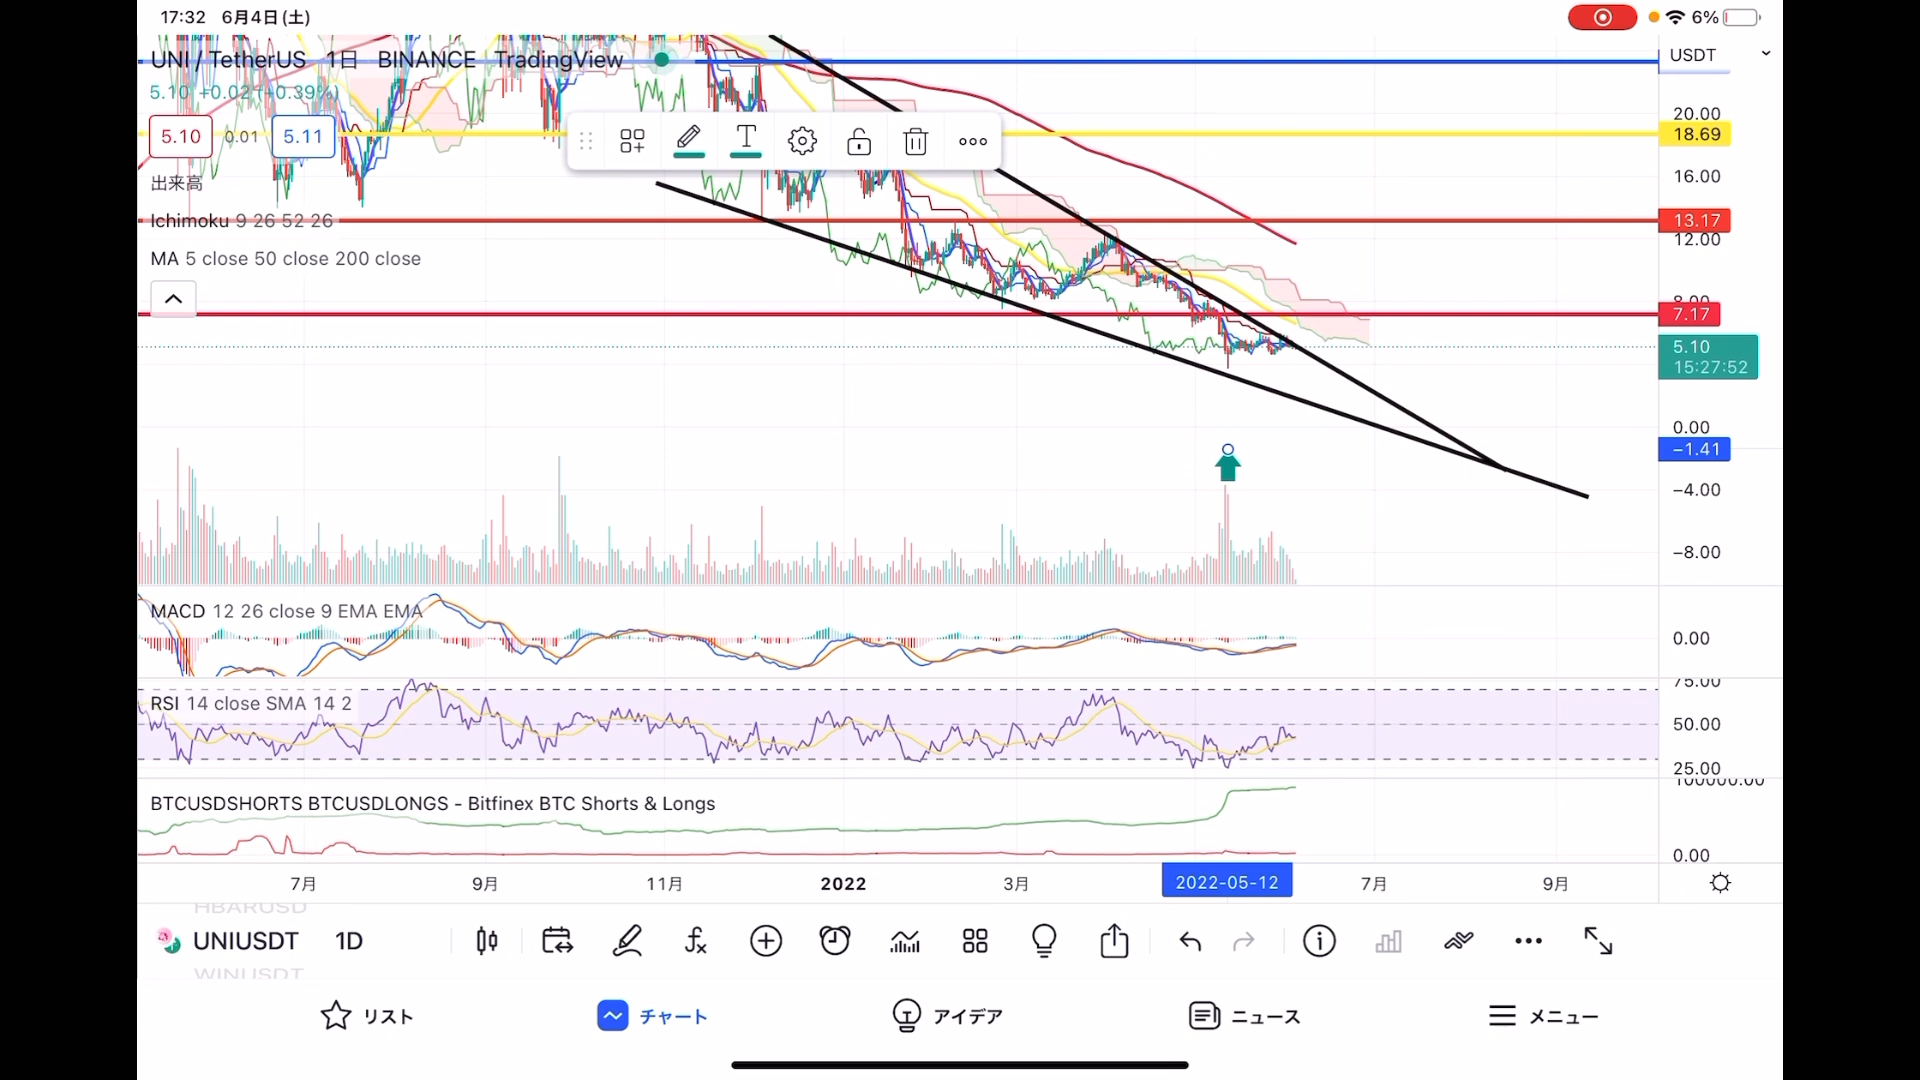 17:32 6月4日(土)
6%
UNI / TetherUS 1日 BINANCE TradingView
USDT
5.10 +0.02 (+0.39%)
20.00
18.69
5.10 0.01 5.11
T
16.00
出来高
Ichimoku 9 26 52 26
13.17
12.00
MA 5 close 50 close 200 close
8.00
7.17
5.10
15:27:52
0.00
−1.41
−4.00
−8.00
MACD 12 26 close 9 EMA EMA
0.00
75.00
RSI 14 close SMA 14 2
50.00
25.00
100000.00
BTCUSDSHORTS BTCUSDLONGS - Bitfinex BTC Shorts & Longs
0.00
7月 9月 11月 2022 3月 2022-05-12 7月 9月
HBARUSD
UNIUSDT 1D
WINUSDT
リスト チャート アイデア ニュース メニュー